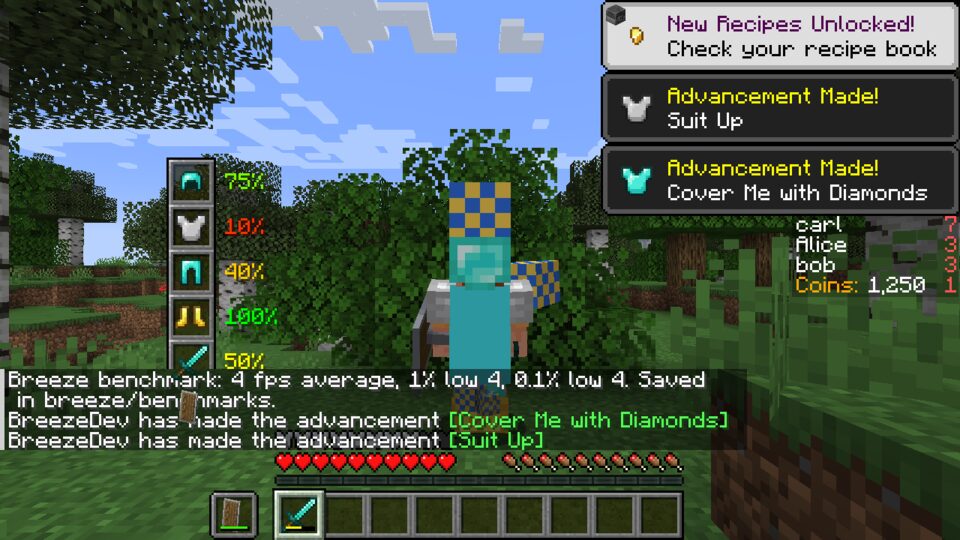 New Recipes Unlocked!
Check your recipe book
Advancement Made!
Suit Up
Advancement Made!
Cover Me with Diamonds
75%
10%
40%
100%
50%
carl 7
Alice 3
bob 3
Coins: 1,250 1
Breeze benchmark: 4 fps average, 1% low 4, 0.1% low 4. Saved
in breeze/benchmarks.
BreezeDev has made the advancement [Cover Me with Diamonds]
BreezeDev has made the advancement [Suit Up]